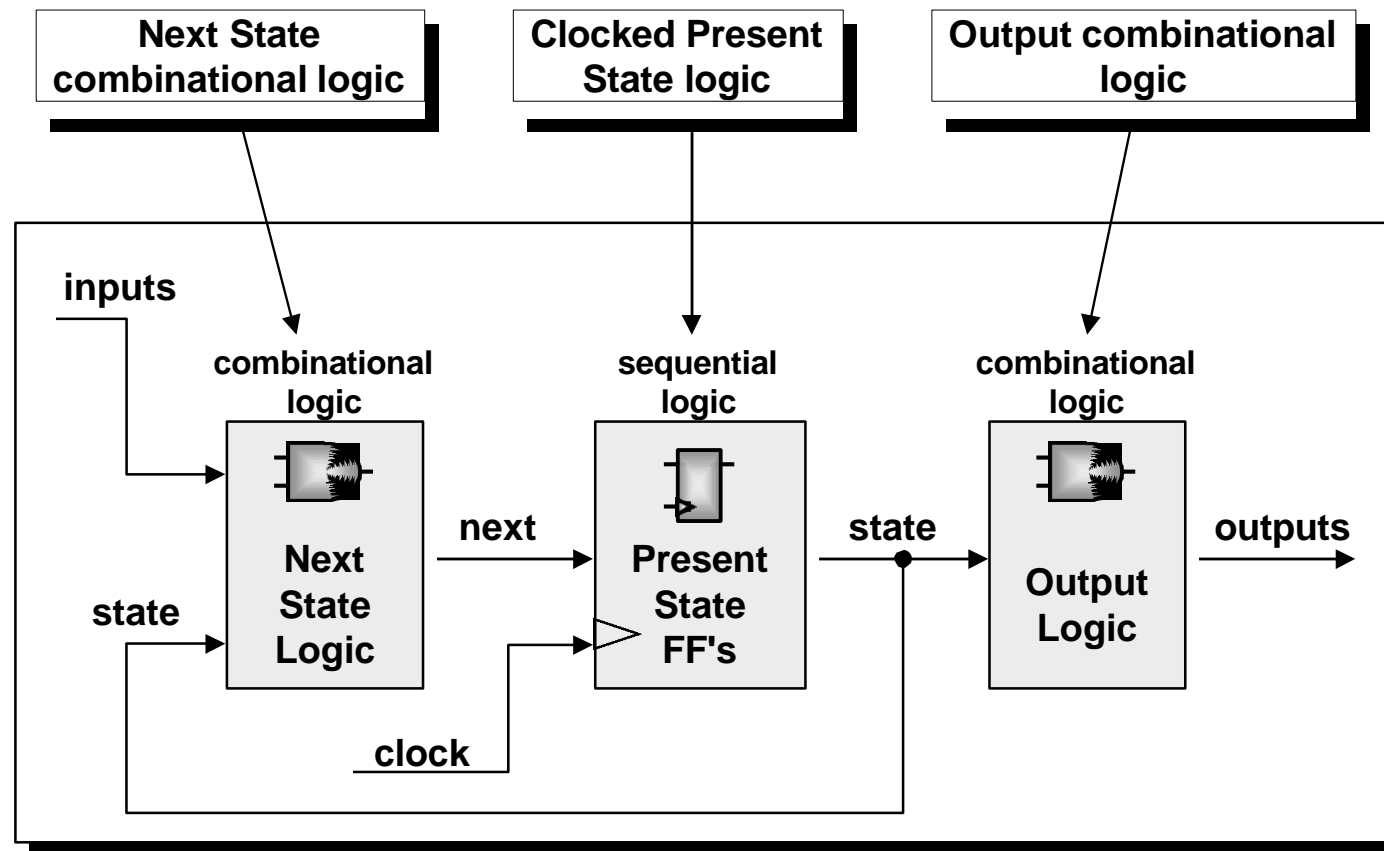 Next State
combinational logic
Clocked Present
State logic
Output combinational
logic
inputs
combinational
logic
sequential
logic
combinational
logic
next
state
outputs
Next
State
Logic
Present
State
FF's
Output
Logic
state
clock